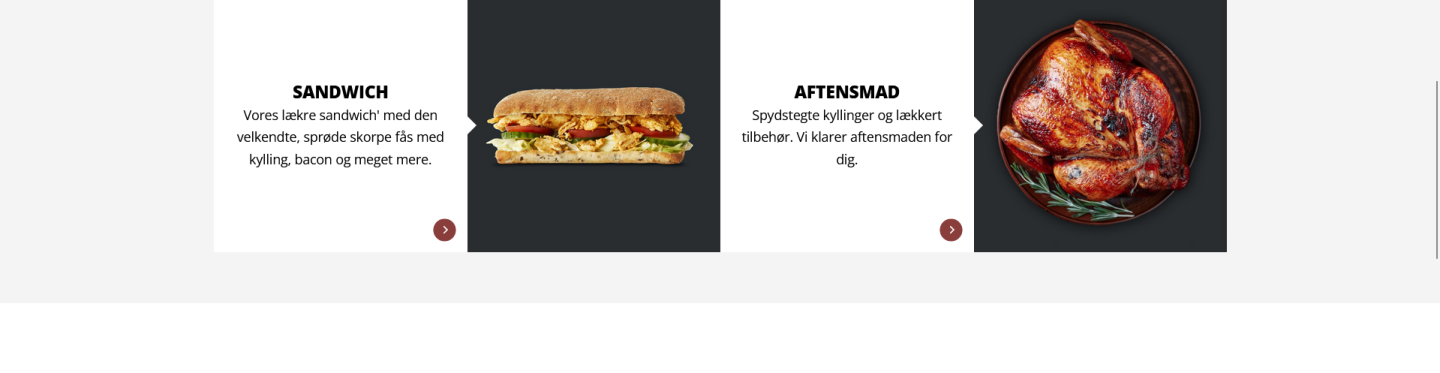 SANDWICH
Vores lækre sandwich' med den
velkendte, sprøde skorpe fås med
kylling, bacon og meget mere.
AFTENSMAD
Spydstegte kyllinger og lækkert
tilbehør. Vi klarer aftensmaden for
dig.